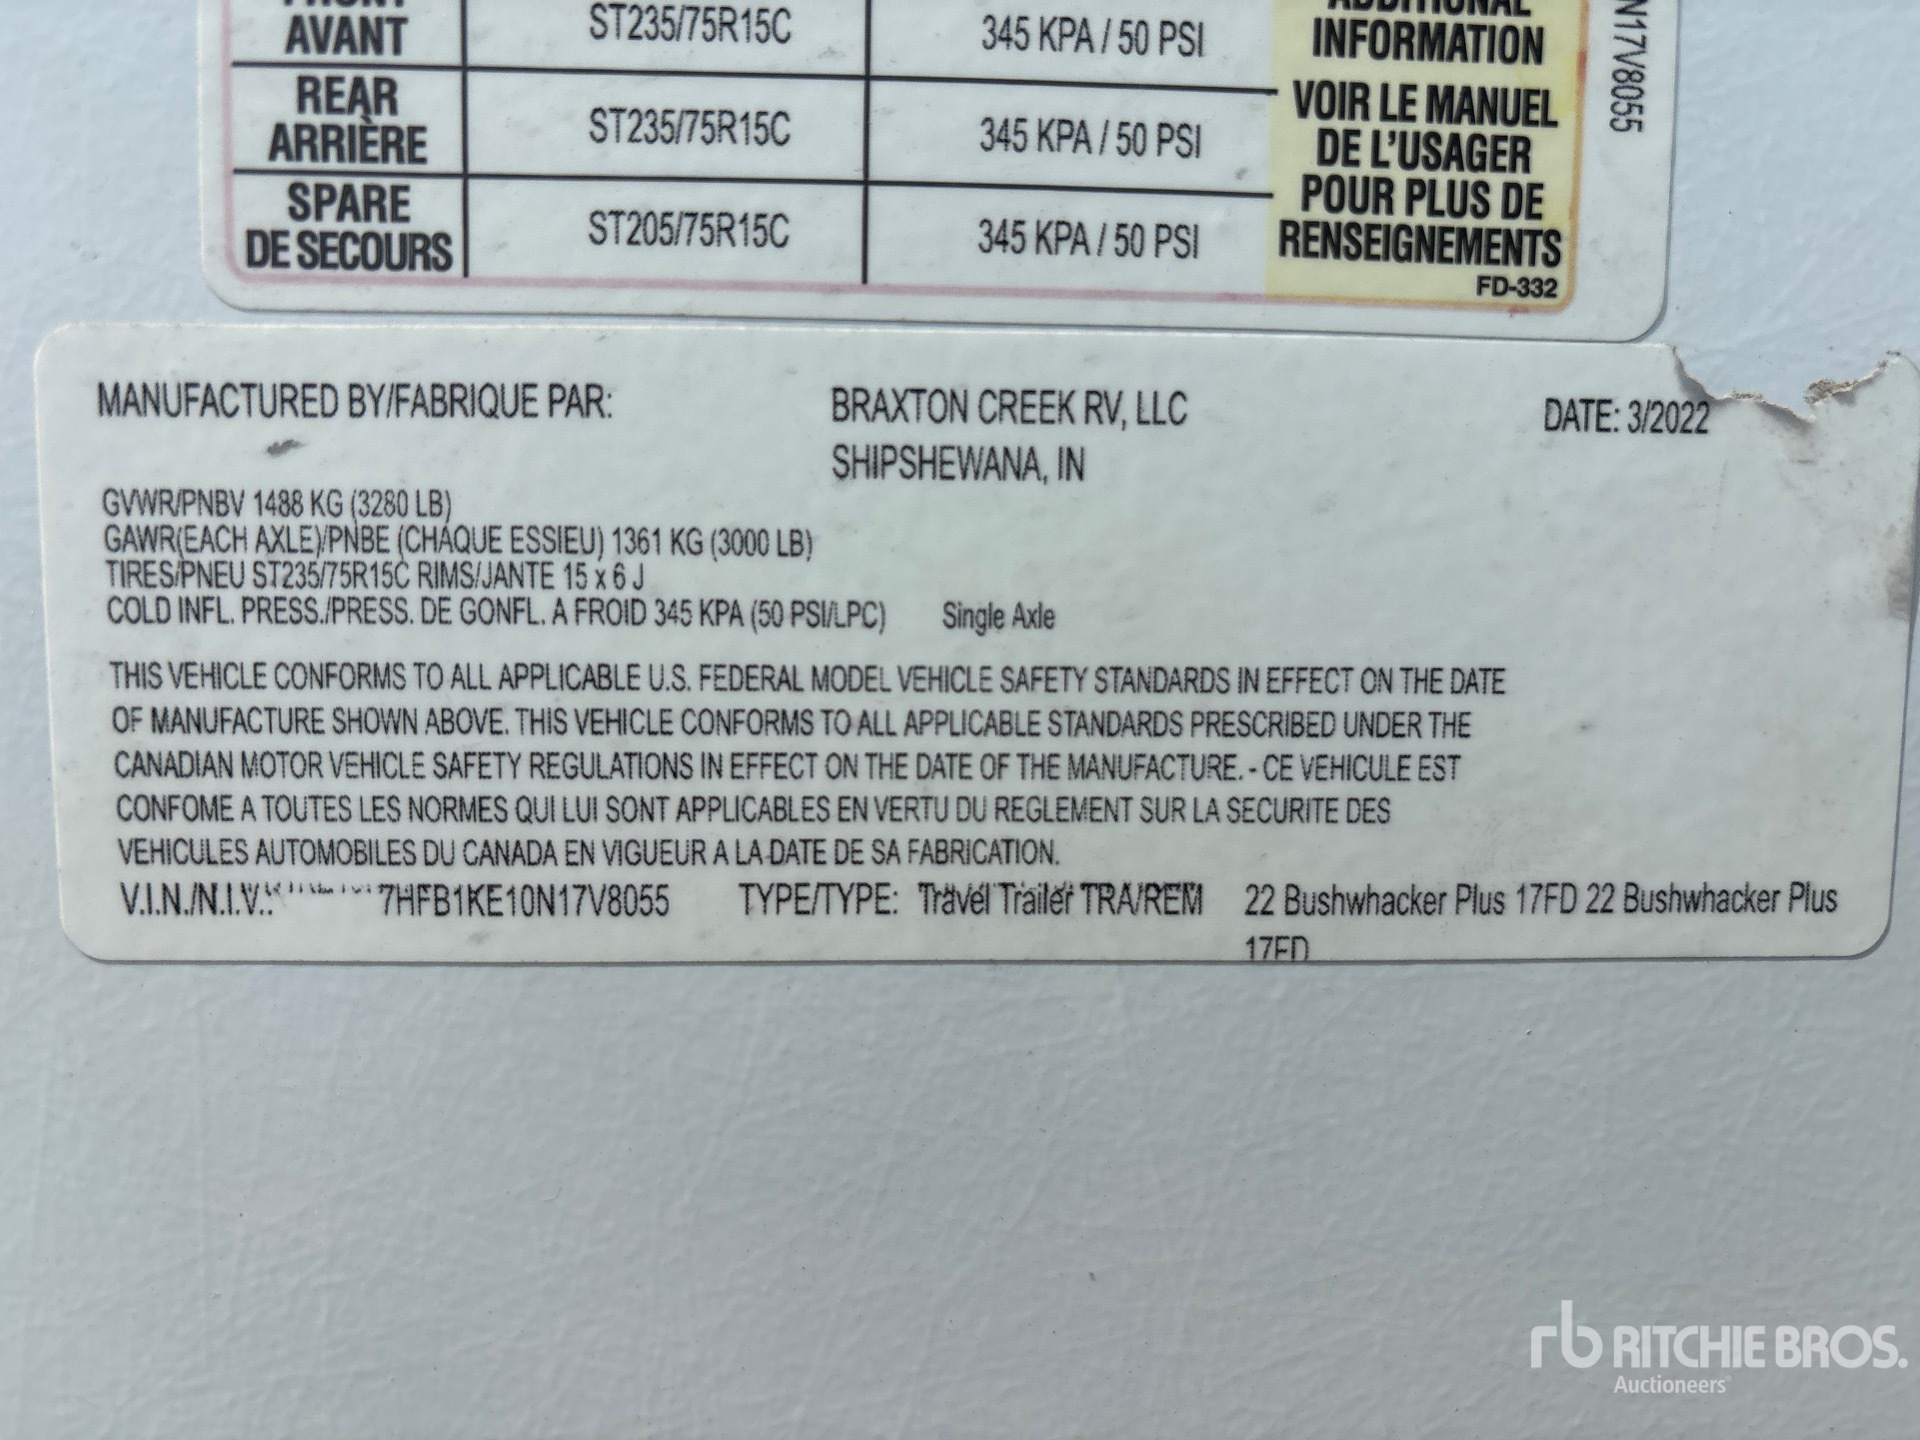 FRONT
AVANT
ST235/75R15C
345 KPA / 50 PSI
ADDITIONAL
INFORMATION
REAR
ARRIÈRE
ST235/75R15C
345 KPA / 50 PSI
VOIR LE MANUEL
DE L'USAGER
POUR PLUS DE
RENSEIGNEMENTS
SPARE
DE SECOURS
ST205/75R15C
345 KPA / 50 PSI
FD-332
N17V8055
MANUFACTURED BY/FABRIQUE PAR: BRAXTON CREEK RV, LLC DATE: 3/2022
SHIPSHEWANA, IN
GVWR/PNBV 1488 KG (3280 LB)
GAWR(EACH AXLE)/PNBE (CHAQUE ESSIEU) 1361 KG (3000 LB)
TIRES/PNEU ST235/75R15C RIMS/JANTE 15 x 6 J
COLD INFL. PRESS./PRESS. DE GONFL. A FROID 345 KPA (50 PSI/LPC) Single Axle
THIS VEHICLE CONFORMS TO ALL APPLICABLE U.S. FEDERAL MODEL VEHICLE SAFETY STANDARDS IN EFFECT ON THE DATE
OF MANUFACTURE SHOWN ABOVE. THIS VEHICLE CONFORMS TO ALL APPLICABLE STANDARDS PRESCRIBED UNDER THE
CANADIAN MOTOR VEHICLE SAFETY REGULATIONS IN EFFECT ON THE DATE OF THE MANUFACTURE. - CE VEHICULE EST
CONFOME A TOUTES LES NORMES QUI LUI SONT APPLICABLES EN VERTU DU REGLEMENT SUR LA SECURITE DES
VEHICULES AUTOMOBILES DU CANADA EN VIGUEUR A LA DATE DE SA FABRICATION.
V.I.N./N.I.V.: 7HFB1KE10N17V8055 TYPE/TYPE: Travel Trailer TRA/REM 22 Bushwhacker Plus 17FD 22 Bushwhacker Plus
17FD
rb RITCHIE BROS.
Auctioneers